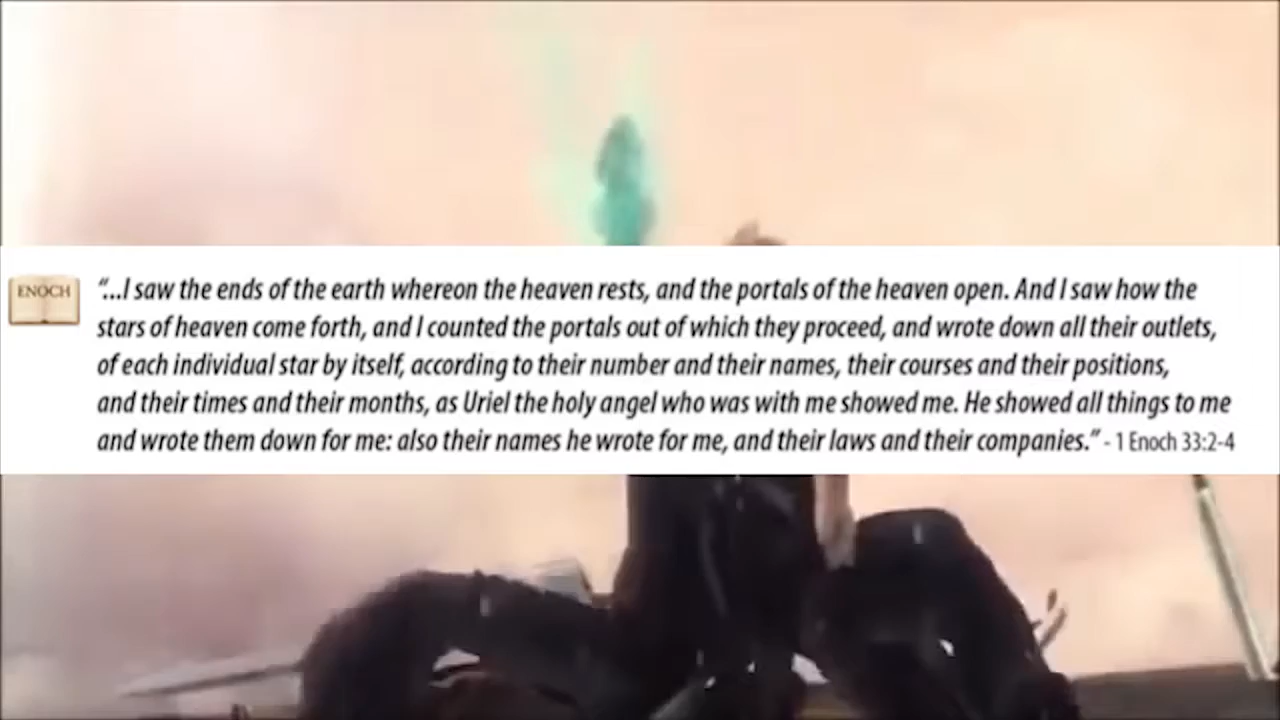 ENOCH
“...I saw the ends of the earth whereon the heaven rests, and the portals of the heaven open. And I saw how the
stars of heaven come forth, and I counted the portals out of which they proceed, and wrote down all their outlets,
of each individual star by itself, according to their number and their names, their courses and their positions,
and their times and their months, as Uriel the holy angel who was with me showed me. He showed all things to me
and wrote them down for me: also their names he wrote for me, and their laws and their companies.” - 1 Enoch 33:2-4